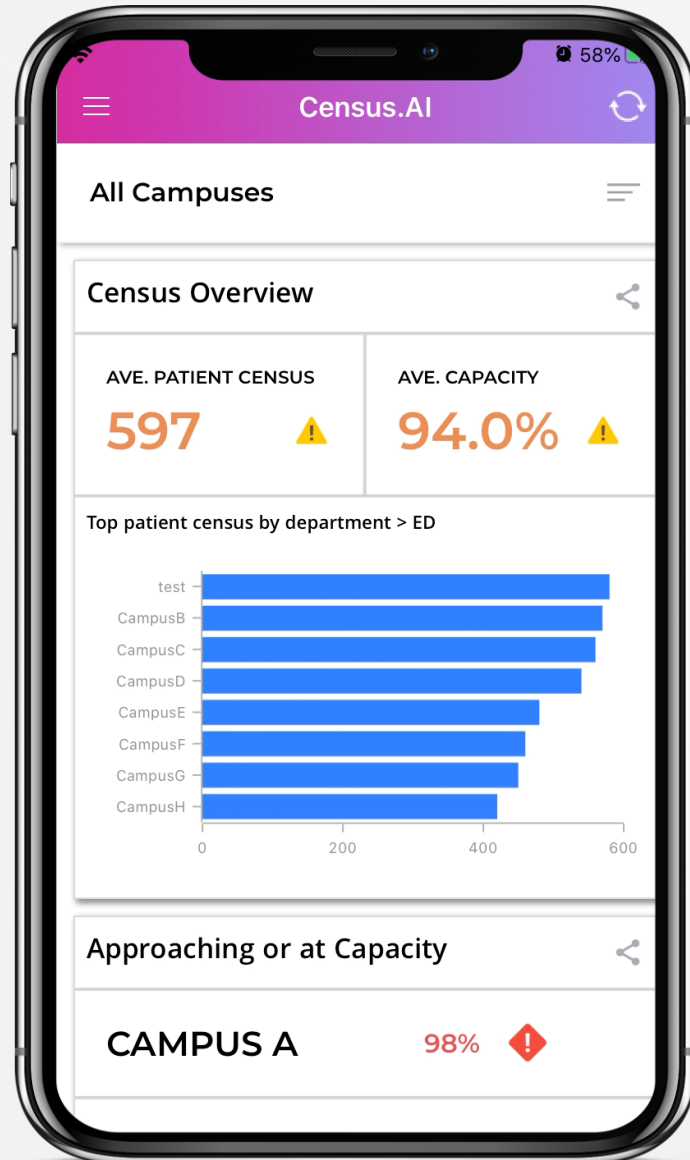 58%
Census.AI
All Campuses
Census Overview
AVE. PATIENT CENSUS
597
AVE. CAPACITY
94.0%
Top patient census by department > ED
test
CampusB
CampusC
CampusD
CampusE
CampusF
CampusG
CampusH
0 200 400 600
Approaching or at Capacity
CAMPUS A 98%